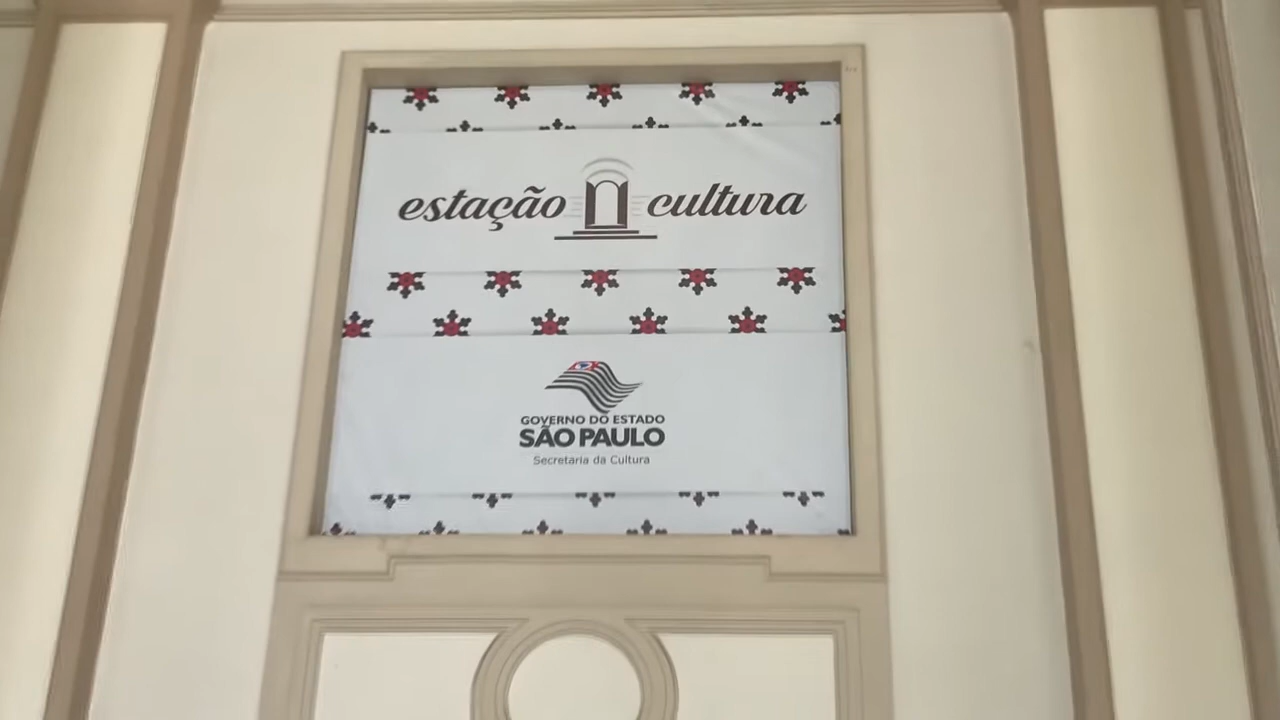 estação cultura
GOVERNO DO ESTADO
SÃO PAULO
Secretaria da Cultura